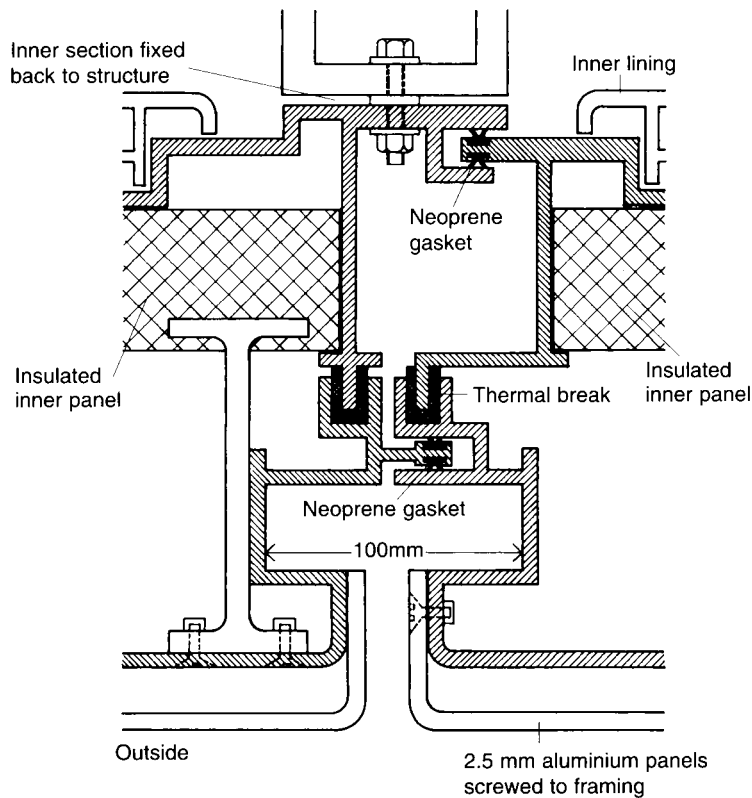 Inner section fixed
back to structure
Inner lining
Neoprene
gasket
Insulated
inner panel
Thermal break
Insulated
inner panel
Neoprene gasket
100mm
Outside
2.5 mm aluminium panels
screwed to framing